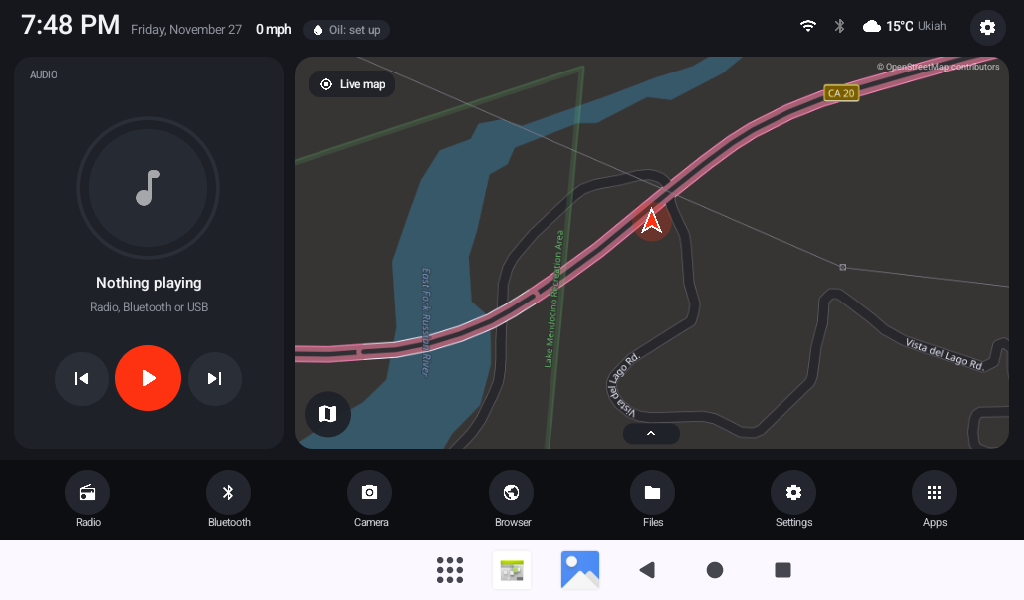 7:48 PM Friday, November 27 0 mph Oil: set up 15°C Ukiah
AUDIO
Nothing playing
Radio, Bluetooth or USB
Live map
© OpenStreetMap contributors
CA 20
East Fork Russian River
Lake Mendocino Recreation Area
Vista del Lago Rd.
Vista del Lago Rd.
Radio Bluetooth Camera Browser Files Settings Apps